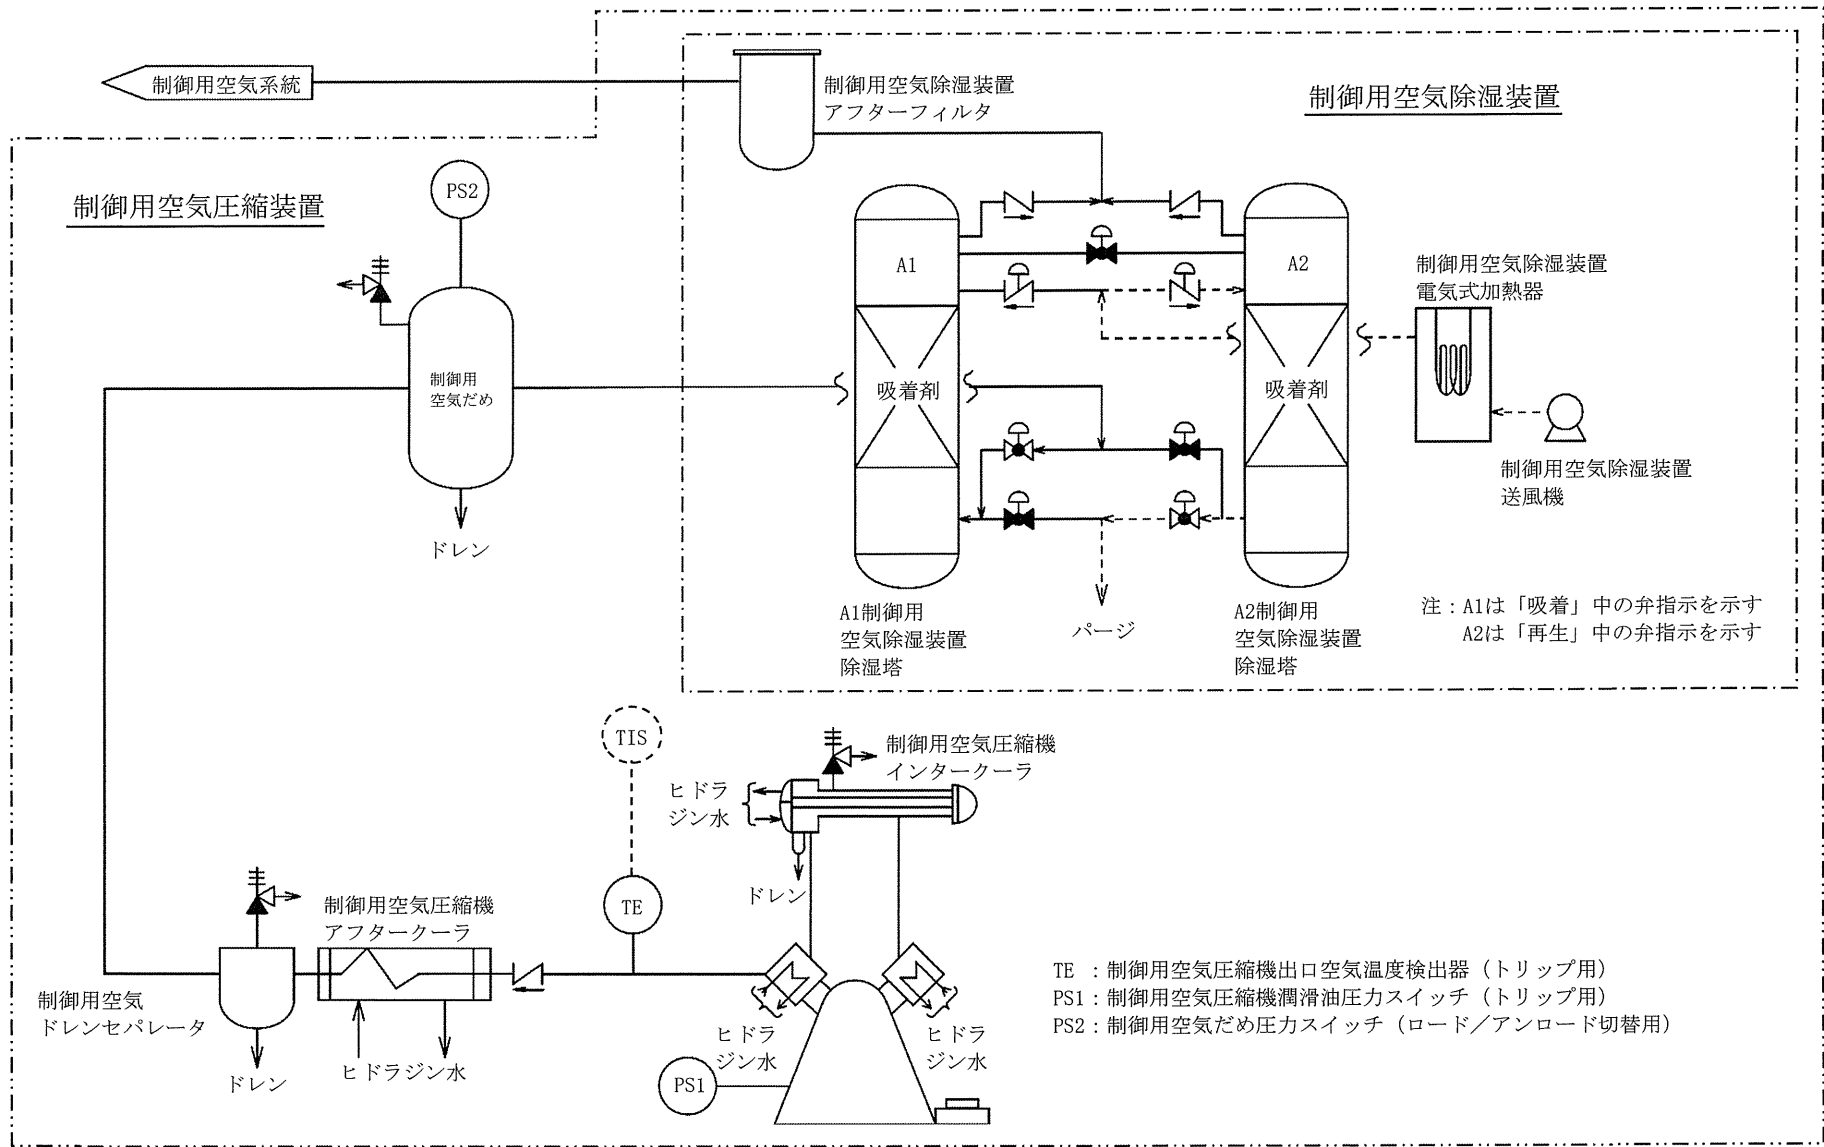 制御用空気系統
制御用空気除湿装置
アフターフィルタ
制御用空気除湿装置
制御用空気圧縮装置
PS2
A1
A2
制御用空気除湿装置
電気式加熱器
制御用
空気だめ
吸着剤
吸着剤
制御用空気除湿装置
送風機
ドレン
A1制御用
空気除湿装置
除湿塔
パージ
A2制御用
空気除湿装置
除湿塔
注：A1は「吸着」中の弁指示を示す
A2は「再生」中の弁指示を示す
TIS
制御用空気圧縮機
インタークーラ
ヒドラ
ジン水
ドレン
TE
制御用空気圧縮機
アフタークーラ
制御用空気
ドレンセパレータ
ドレン
ヒドラジン水
ヒドラ
ジン水
ヒドラ
ジン水
PS1
TE ：制御用空気圧縮機出口空気温度検出器（トリップ用）
PS1：制御用空気圧縮機潤滑油圧力スイッチ（トリップ用）
PS2：制御用空気だめ圧力スイッチ（ロード／アンロード切替用）